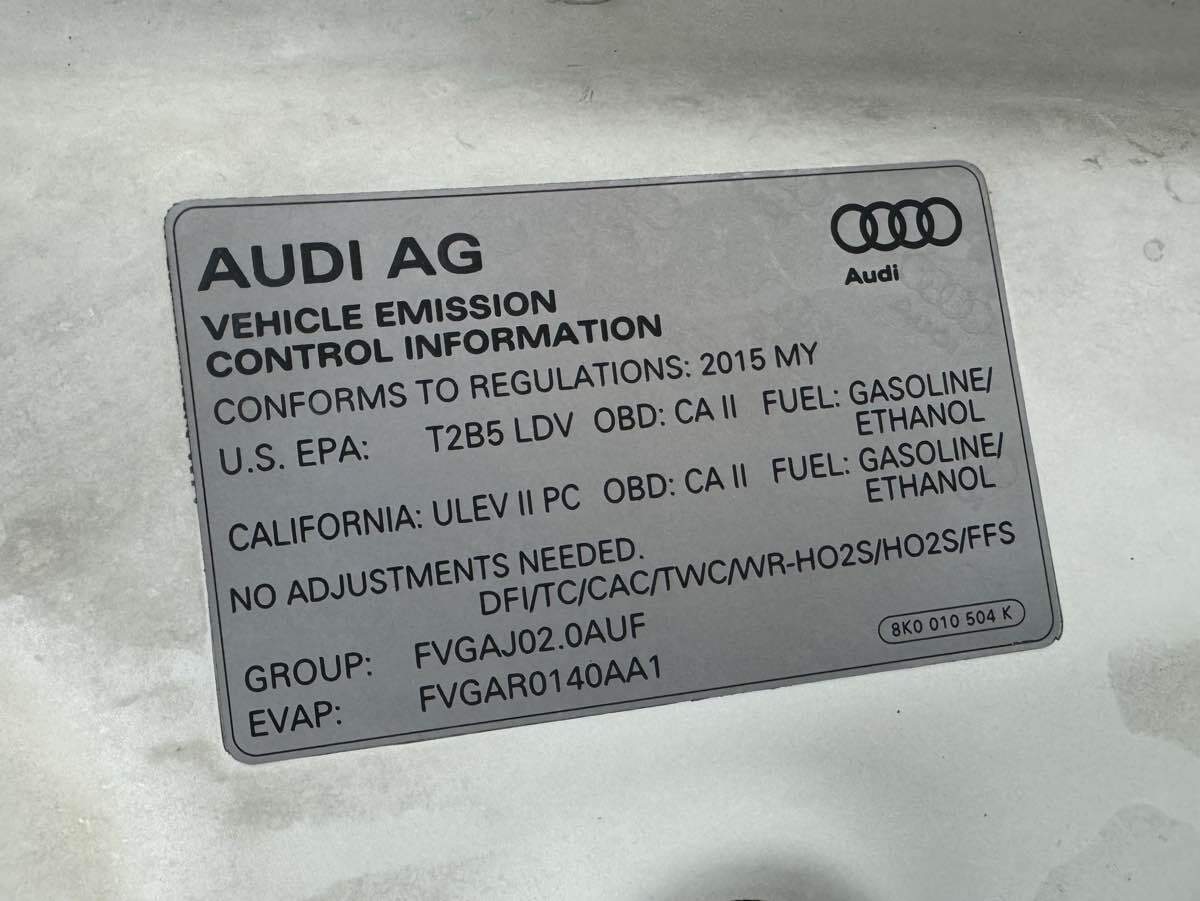 AUDI AG
Audi
VEHICLE EMISSION
CONTROL INFORMATION
CONFORMS TO REGULATIONS: 2015 MY
U.S. EPA: T2B5 LDV OBD: CA II FUEL: GASOLINE/
ETHANOL
CALIFORNIA: ULEV II PC OBD: CA II FUEL: GASOLINE/
ETHANOL
NO ADJUSTMENTS NEEDED.
DFI/TC/CAC/TWC/WR-HO2S/HO2S/FFS
GROUP: FVGAJ02.0AUF
EVAP: FVGAR0140AA1
8K0 010 504 K